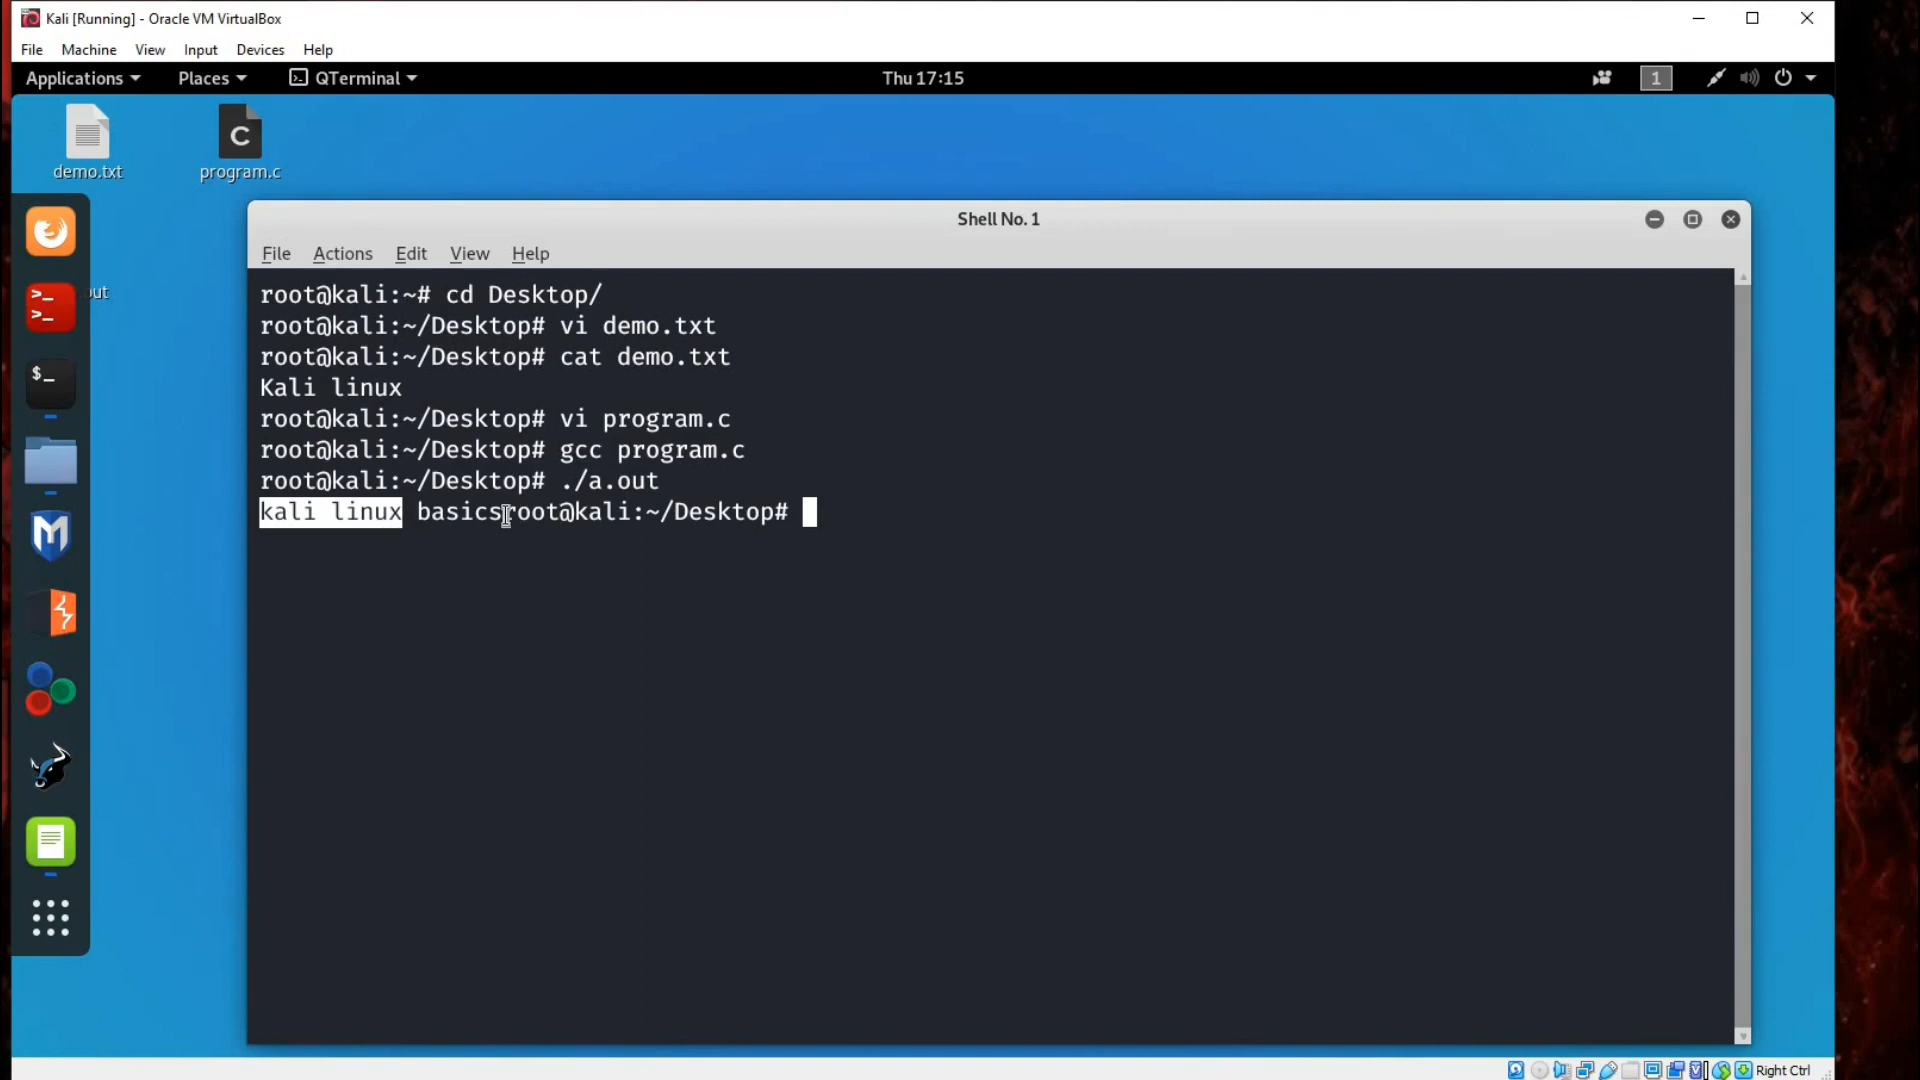 Kali [Running] - Oracle VM VirtualBox
File Machine View Input Devices Help
Applications Places QTerminal Thu 17:15 1
demo.txt program.c
out
Shell No. 1
File Actions Edit View Help
root@kali:~# cd Desktop/
root@kali:~/Desktop# vi demo.txt
root@kali:~/Desktop# cat demo.txt
Kali linux
root@kali:~/Desktop# vi program.c
root@kali:~/Desktop# gcc program.c
root@kali:~/Desktop# ./a.out
kali linux basicsroot@kali:~/Desktop#
Right Ctrl